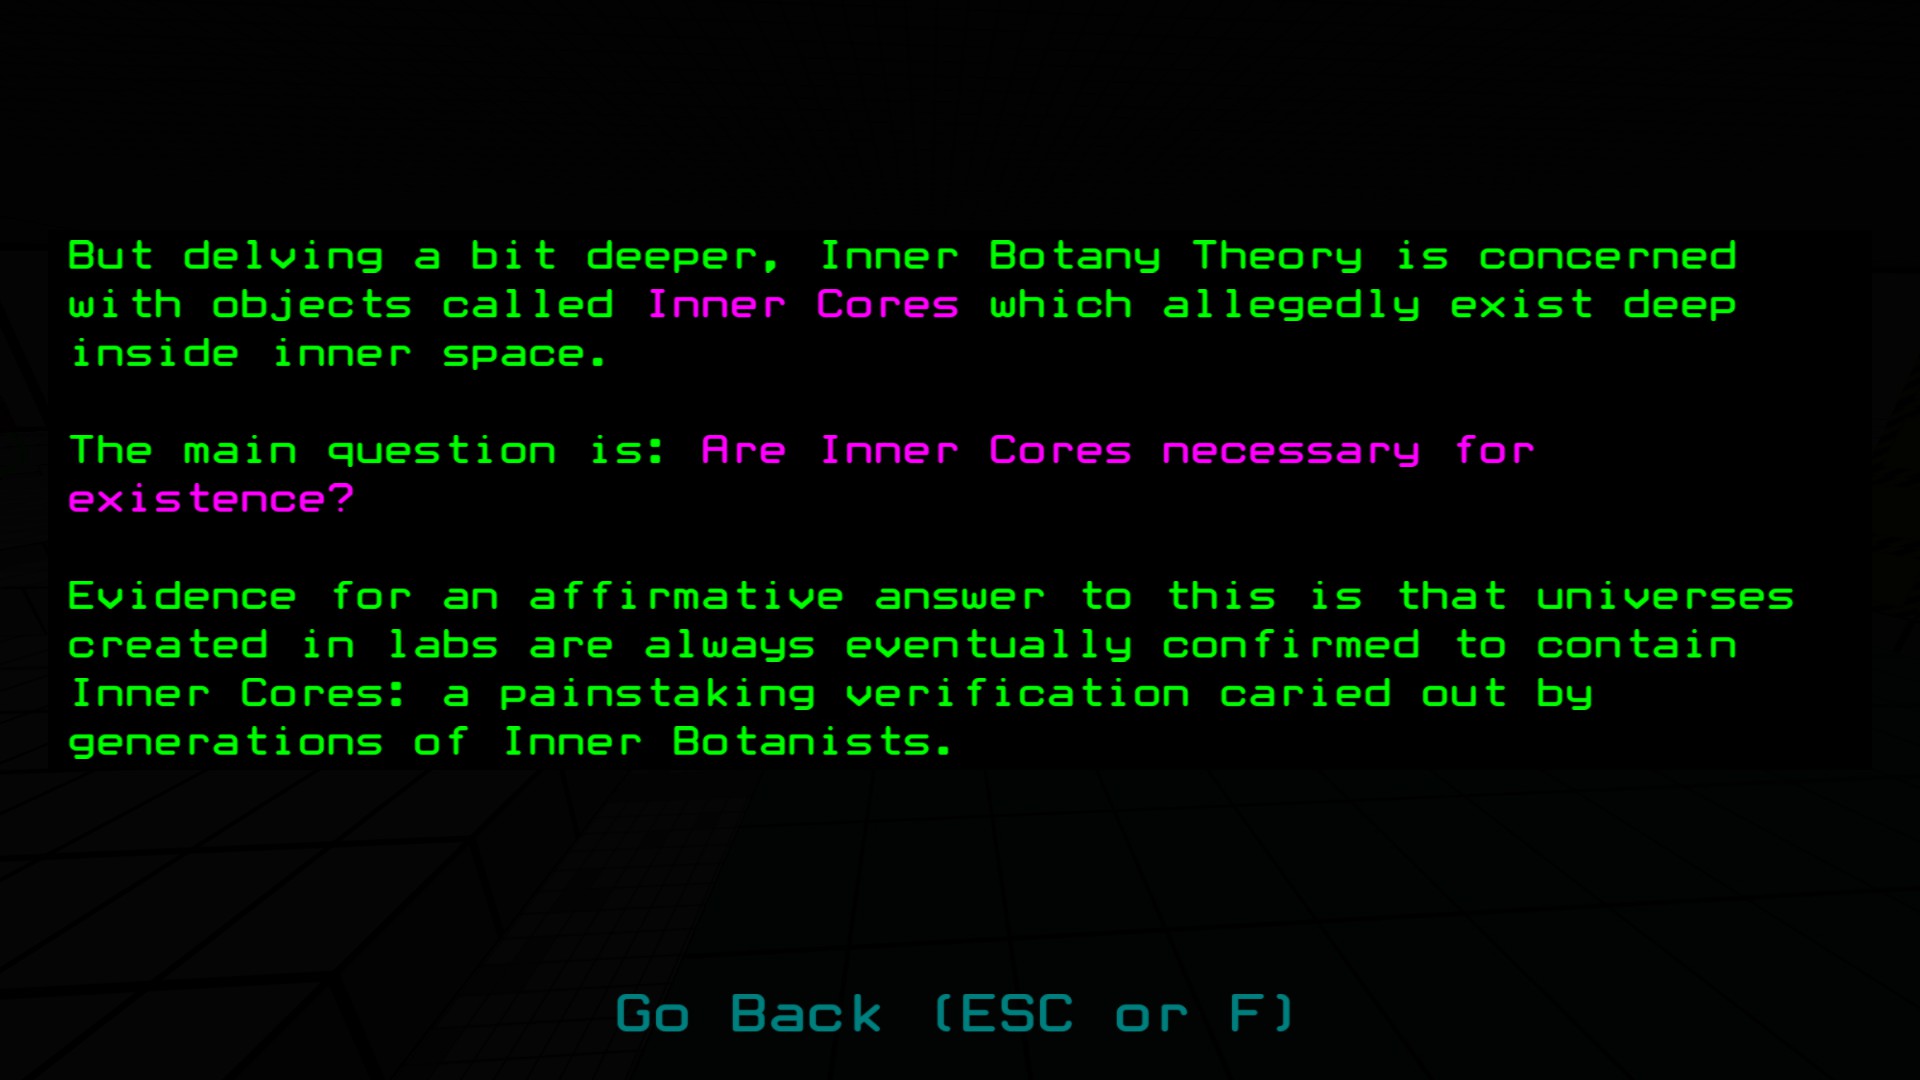 But delving a bit deeper, Inner Botany Theory is concerned
with objects called Inner Cores which allegedly exist deep
inside inner space.
The main question is: Are Inner Cores necessary for
existence?
Evidence for an affirmative answer to this is that universes
created in labs are always eventually confirmed to contain
Inner Cores: a painstaking verification caried out by
generations of Inner Botanists.
Go Back (ESC or F)